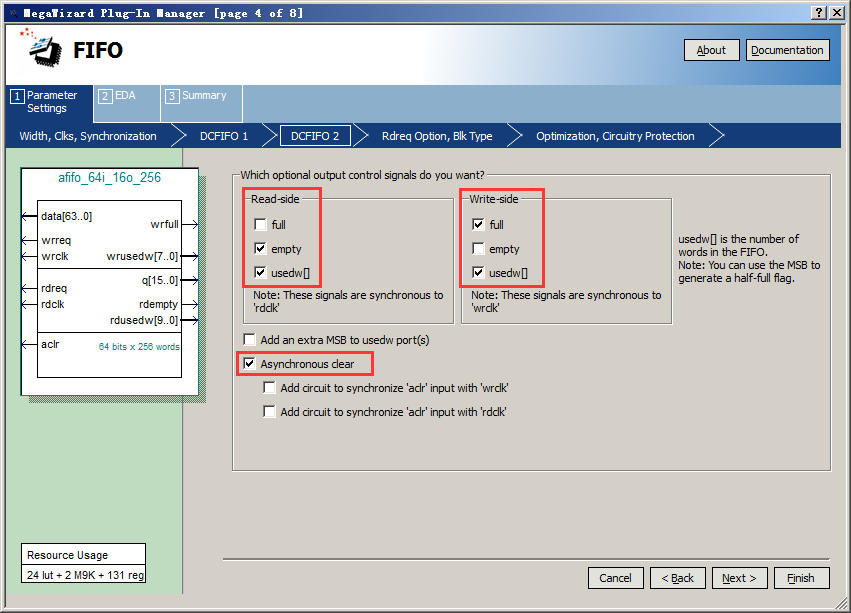 MegaWizard Plug-In Manager [page 4 of 8]
FIFO
About
Documentation
1 Parameter Settings
2 EDA
3 Summary
Width, Clks, Synchronization
DCFIFO 1
DCFIFO 2
Rdreq Option, Blk Type
Optimization, Circuitry Protection
afifo_64i_16o_256
data[63..0]
wrfull
wrreq
wrclk
wrusedw[7..0]
q[15..0]
rdreq
rdclk
rdempty
rdusedw[9..0]
aclr
64 bits x 256 words
Which optional output control signals do you want?
Read-side
full
empty
usedw[]
Note: These signals are synchronous to
'rdclk'
Write-side
full
empty
usedw[]
Note: These signals are synchronous to
'wrclk'
usedw[] is the number of
words in the FIFO.
Note: You can use the MSB to
generate a half-full flag.
Add an extra MSB to usedw port(s)
Asynchronous clear
Add circuit to synchronize 'aclr' input with 'wrclk'
Add circuit to synchronize 'aclr' input with 'rdclk'
Resource Usage
24 lut + 2 M9K + 131 reg
Cancel
< Back
Next >
Finish